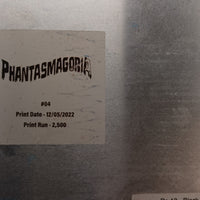 PHANTASMAGORIA
#04
Print Date - 12/05/2022
Print Run - 2,500